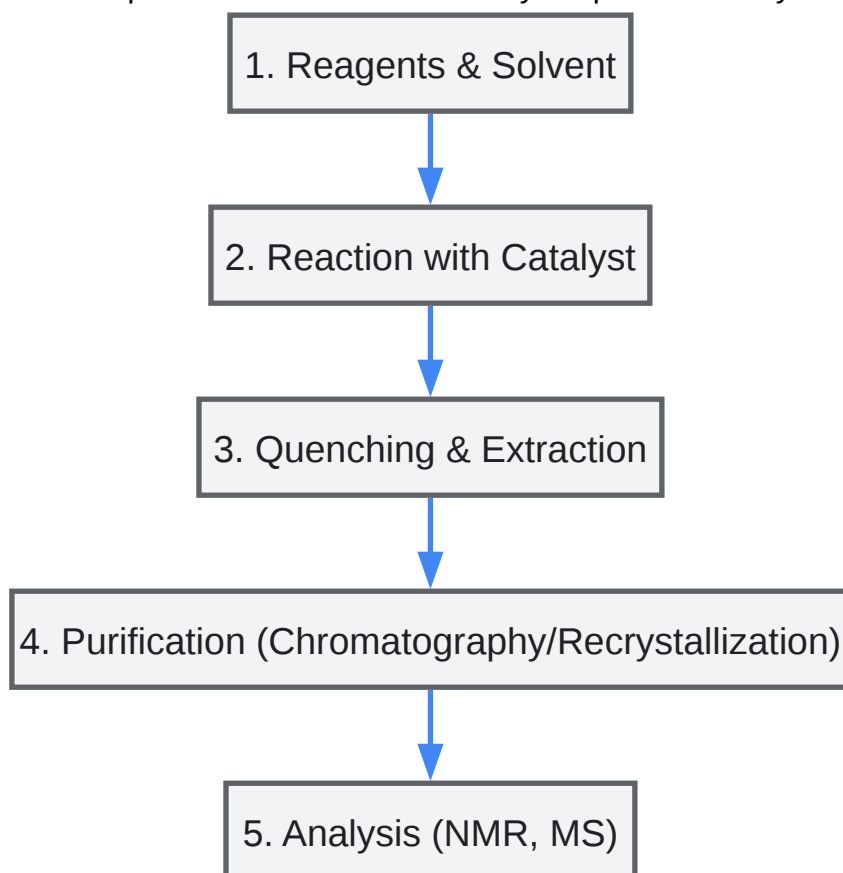 1. Reagents & Solvent
2. Reaction with Catalyst
3. Quenching & Extraction
4. Purification (Chromatography/Recrystallization)
5. Analysis (NMR, MS)